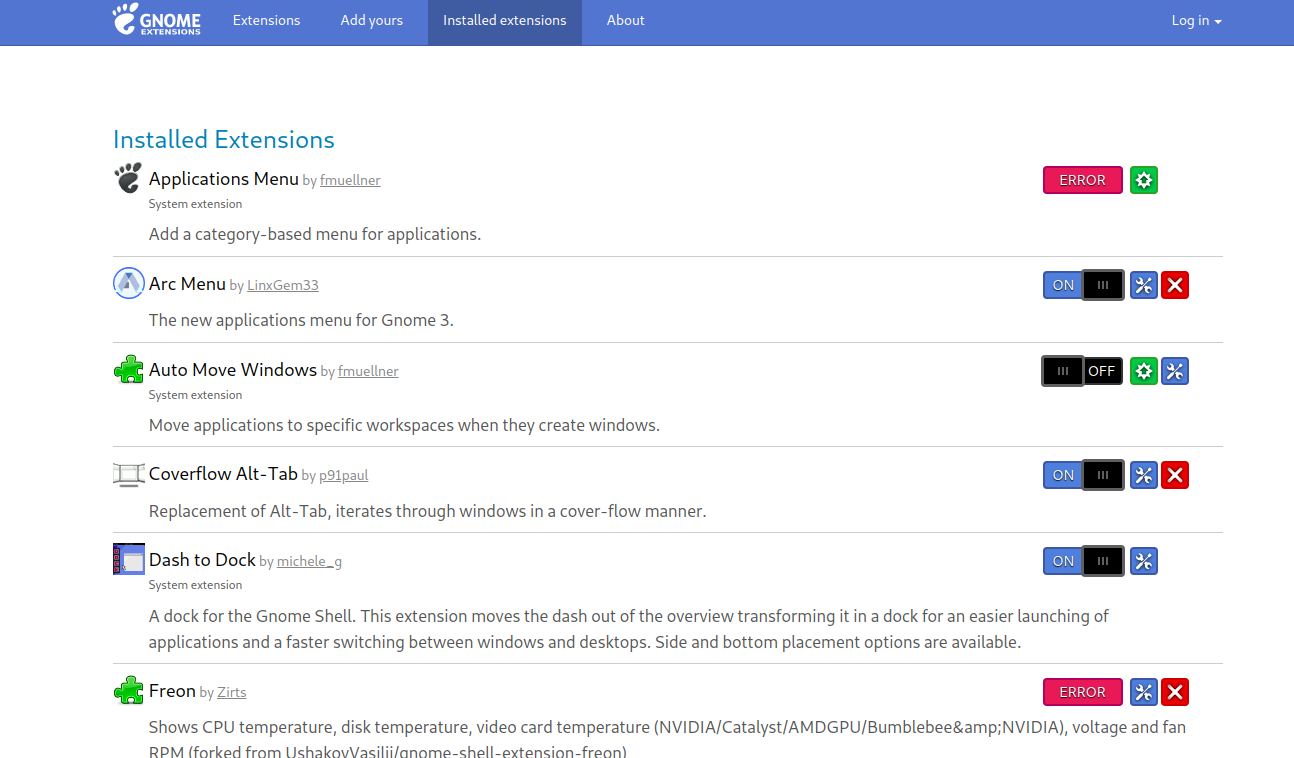 GNOME EXTENSIONS Extensions Add yours Installed extensions About Log in
Installed Extensions
Applications Menu by fmuellner ERROR
System extension
Add a category-based menu for applications.
Arc Menu by LinxGem33 ON
The new applications menu for Gnome 3.
Auto Move Windows by fmuellner OFF
System extension
Move applications to specific workspaces when they create windows.
Coverflow Alt-Tab by p91paul ON
Replacement of Alt-Tab, iterates through windows in a cover-flow manner.
Dash to Dock by michele_g ON
System extension
A dock for the Gnome Shell. This extension moves the dash out of the overview transforming it in a dock for an easier launching of
applications and a faster switching between windows and desktops. Side and bottom placement options are available.
Freon by Zirts ERROR
Shows CPU temperature, disk temperature, video card temperature (NVIDIA/Catalyst/AMDGPU/Bumblebee&amp;NVIDIA), voltage and fan
RPM (forked from UshakovVasilii/gnome-shell-extension-freon)